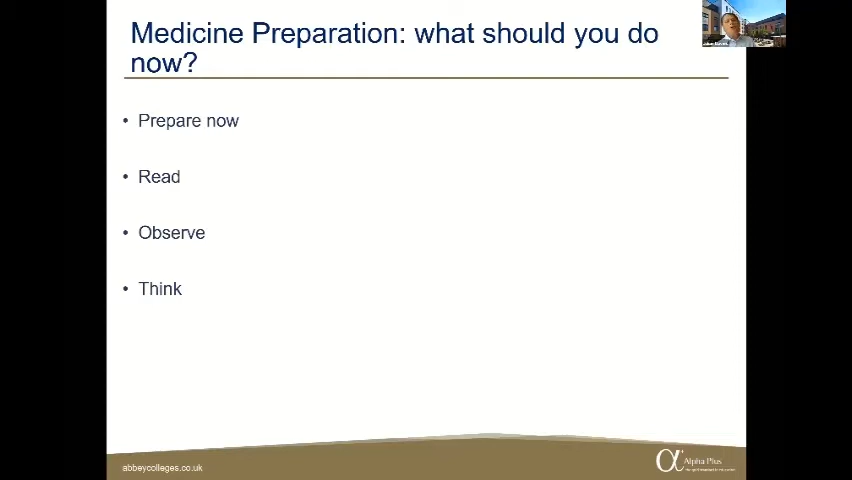 Medicine Preparation: what should you do
now?
• Prepare now
• Read
• Observe
• Think
abbeycolleges.co.uk
Alpha Plus